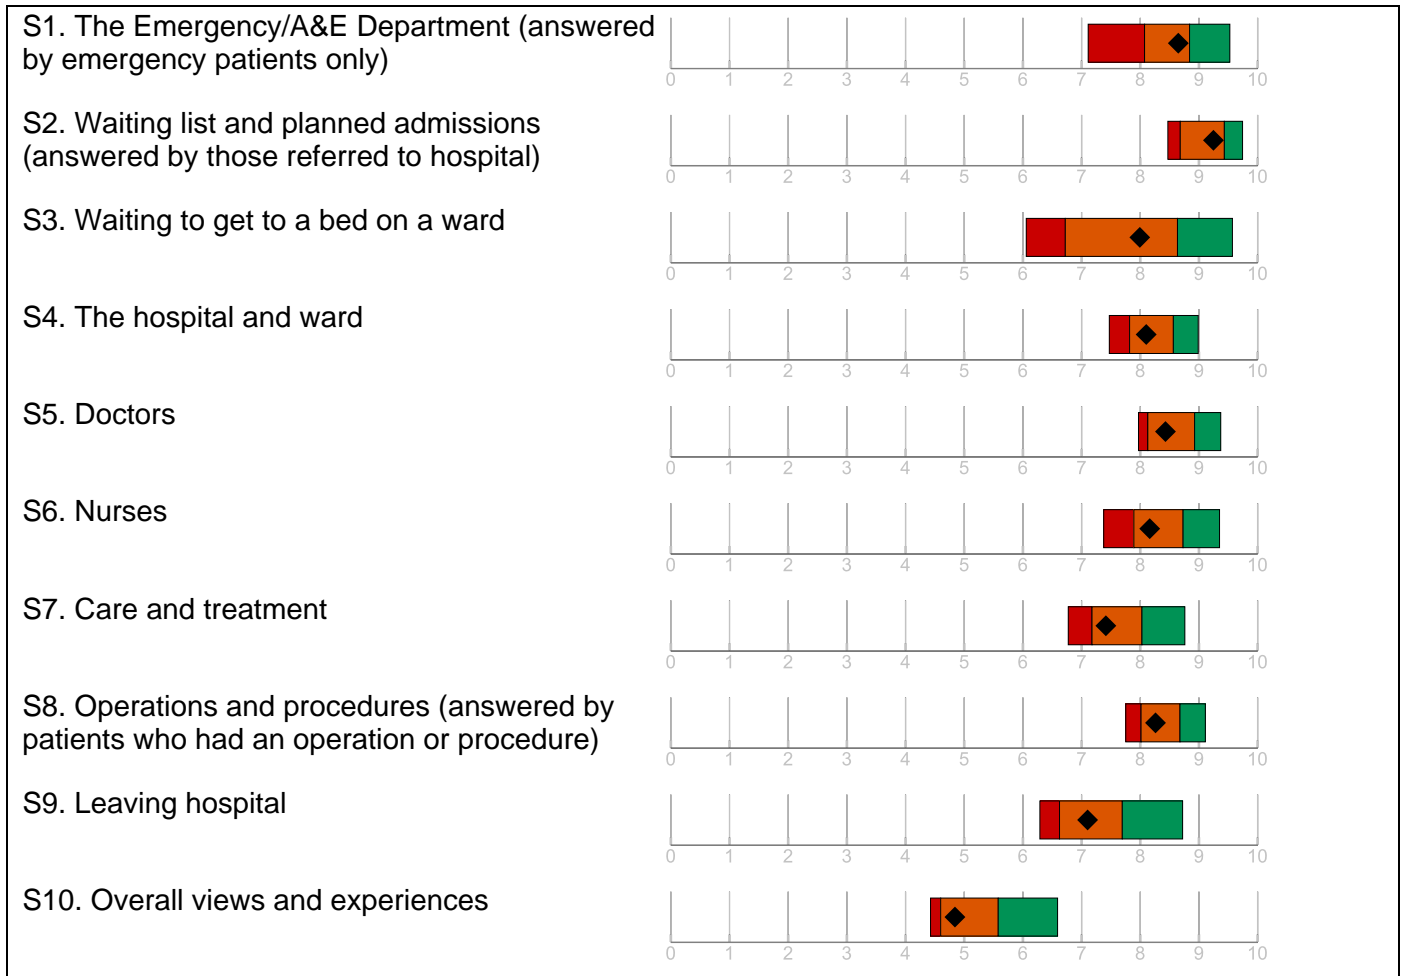 S1. The Emergency/A&E Department (answered
by emergency patients only)
0 1 2 3 4 5 6 7 8 9 10
S2. Waiting list and planned admissions
(answered by those referred to hospital)
0 1 2 3 4 5 6 7 8 9 10
S3. Waiting to get to a bed on a ward
0 1 2 3 4 5 6 7 8 9 10
S4. The hospital and ward
0 1 2 3 4 5 6 7 8 9 10
S5. Doctors
0 1 2 3 4 5 6 7 8 9 10
S6. Nurses
0 1 2 3 4 5 6 7 8 9 10
S7. Care and treatment
0 1 2 3 4 5 6 7 8 9 10
S8. Operations and procedures (answered by
patients who had an operation or procedure)
0 1 2 3 4 5 6 7 8 9 10
S9. Leaving hospital
0 1 2 3 4 5 6 7 8 9 10
S10. Overall views and experiences
0 1 2 3 4 5 6 7 8 9 10